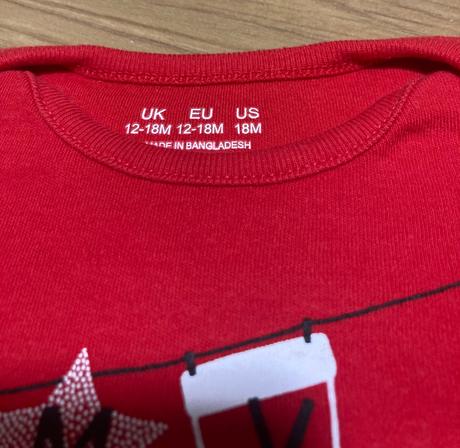 UK EU US
12-18M 12-18M 18M
MADE IN BANGLADESH